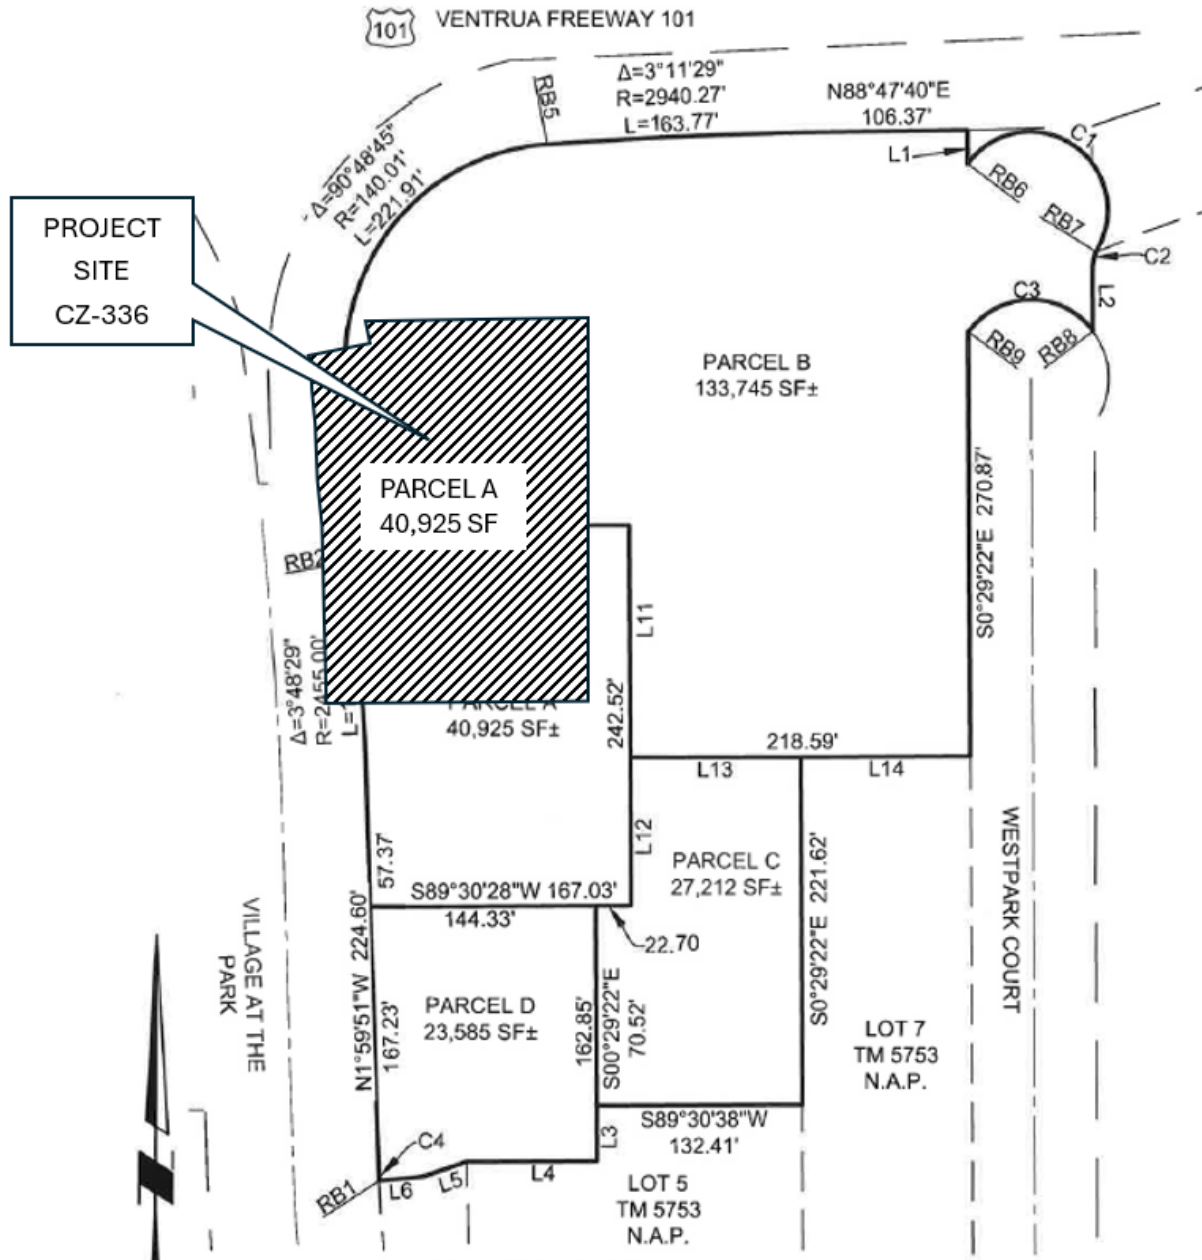 101
VENTRUA FREEWAY 101
Δ=3°11'29"
R=2940.27'
L=163.77'
N88°47'40"E
106.37'
RB5
C1
L1
Δ=90°48'45"
R=140.01'
L=221.91'
RB6
RB7
C2
PROJECT
SITE
CZ-336
C3
L2
RB9
RB8
PARCEL B
133,745 SF±
PARCEL A
40,925 SF
S0°29'22"E 270.87'
RB2
L11
Δ=3°48'29"
R=2455.00'
L=
PARCEL A
40,925 SF±
242.52'
218.59'
L13
L14
L12
57.37'
PARCEL C
27,212 SF±
S0°29'22"E 221.62'
WESTPARK COURT
S89°30'28"W 167.03'
144.33'
22.70
VILLAGE AT THE
PARK
N1°59'51"W 224.60'
167.23'
PARCEL D
23,585 SF±
162.85'
S00°29'22"E
70.52'
LOT 7
TM 5753
N.A.P.
S89°30'38"W
132.41'
C4
L3
RB1
L6
L5
L4
LOT 5
TM 5753
N.A.P.